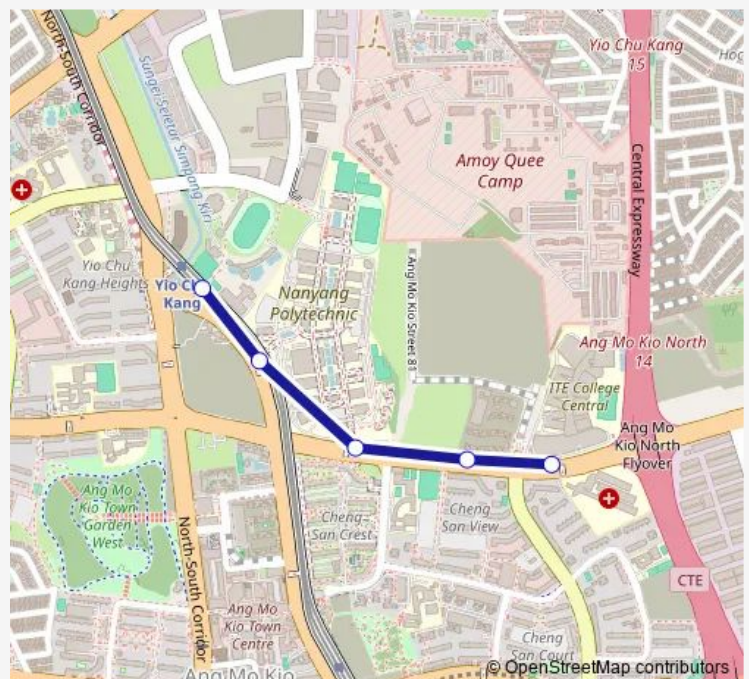 North-South Corridor
Sungei Seletar Simpang Kiri
Yio Chu Kang
15
Central Expressway
Amoy Quee
Camp
Yio Chu
Kang Heights
Kang
Nanyang
Polytechnic
Ang Mo Kio Street 81
Ang Mo Kio North
14
ITE College
Central
Ang Mo
Kio North
Flyover
Ang Mo
Kio Town
Garden
West
Cheng
San Crest
Cheng
San View
North-South Corridor
CTE
Ang Mo
Kio Town
Centre
Cheng
San Court
Ang Mo Kio
© OpenStreetMap contributors